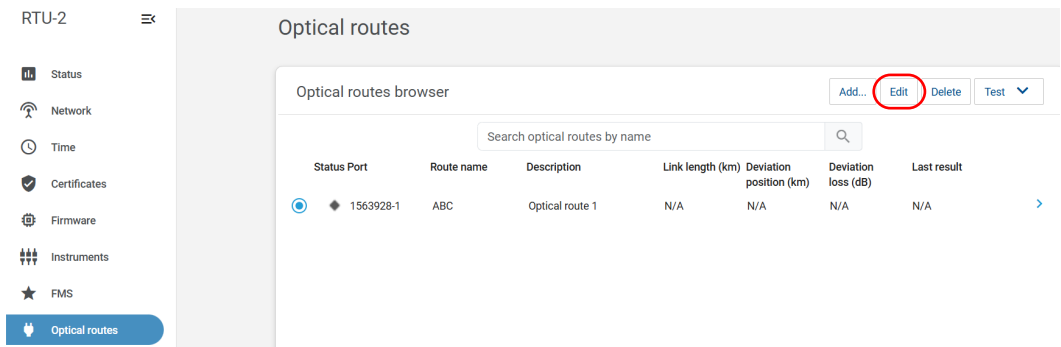 RTU-2
Optical routes
Status
Network
Time
Certificates
Firmware
Instruments
FMS
Optical routes
Optical routes browser
Add... Edit Delete Test
Search optical routes by name
Status Port Route name Description Link length (km) Deviation position (km) Deviation loss (dB) Last result
1563928-1 ABC Optical route 1 N/A N/A N/A N/A